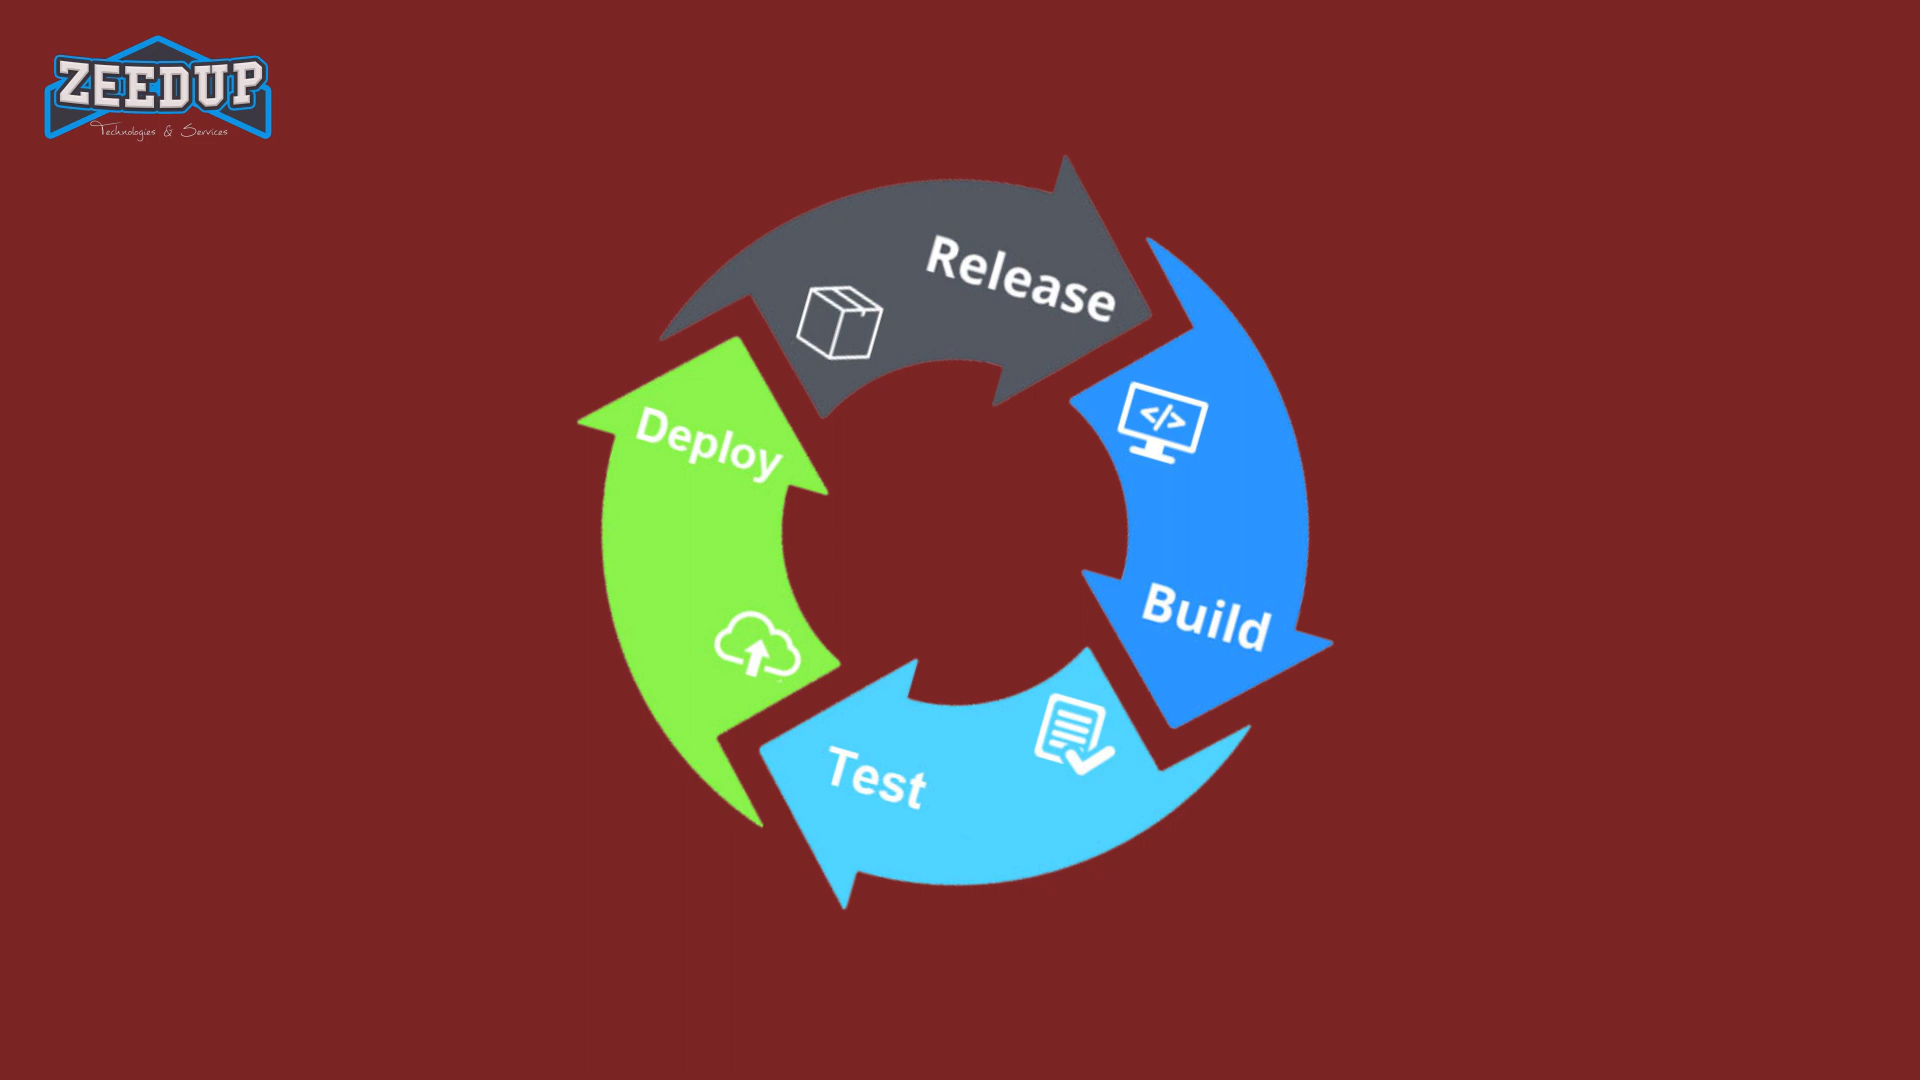 ZEEDUP
Technologies & Services
Release
Deploy
</>
Build
Test